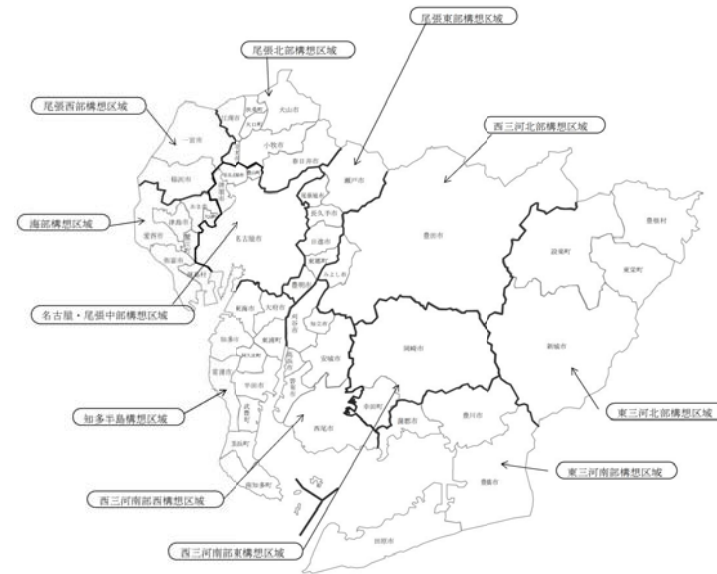 尾張東部構想区域
尾張北部構想区域
尾張西部構想区域
西三河北部構想区域
海部構想区域
名古屋・尾張中部構想区域
知多半島構想区域
東三河北部構想区域
西三河南部西構想区域
東三河南部構想区域
西三河南部東構想区域
犬山市
江南市
扶桑町
大口町
一宮市
小牧市
春日井市
稲沢市
瀬戸市
長久手市
津島市
愛西市
名古屋市
日進市
豊田市
東郷町
みよし市
豊明市
設楽町
豊根村
東栄町
東海市
大府市
知多市
東浦町
刈谷市
安城市
岡崎市
新城市
常滑市
半田市
武豊町
美浜町
南知多町
西尾市
幸田町
蒲郡市
豊川市
豊橋市
田原市